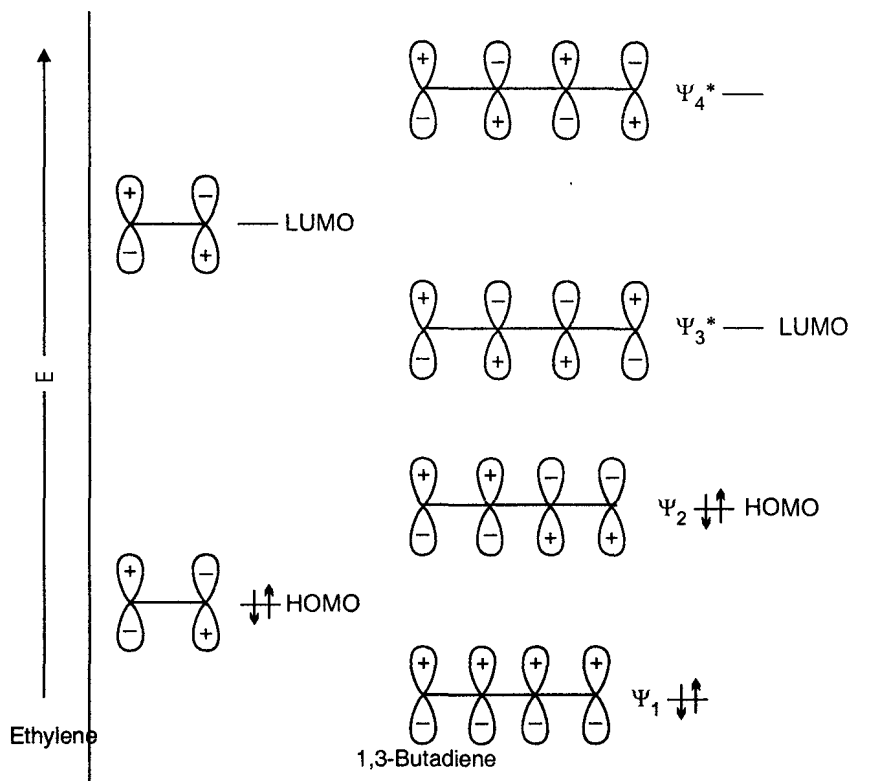 + − + −
Ψ4*
− + − +
+ −
LUMO
− +
+ − − +
Ψ3* LUMO
− + + −
E
+ + − −
Ψ2 HOMO
− − + +
+ −
HOMO
− +
+ + + +
Ψ1
− − − −
Ethylene
1,3-Butadiene